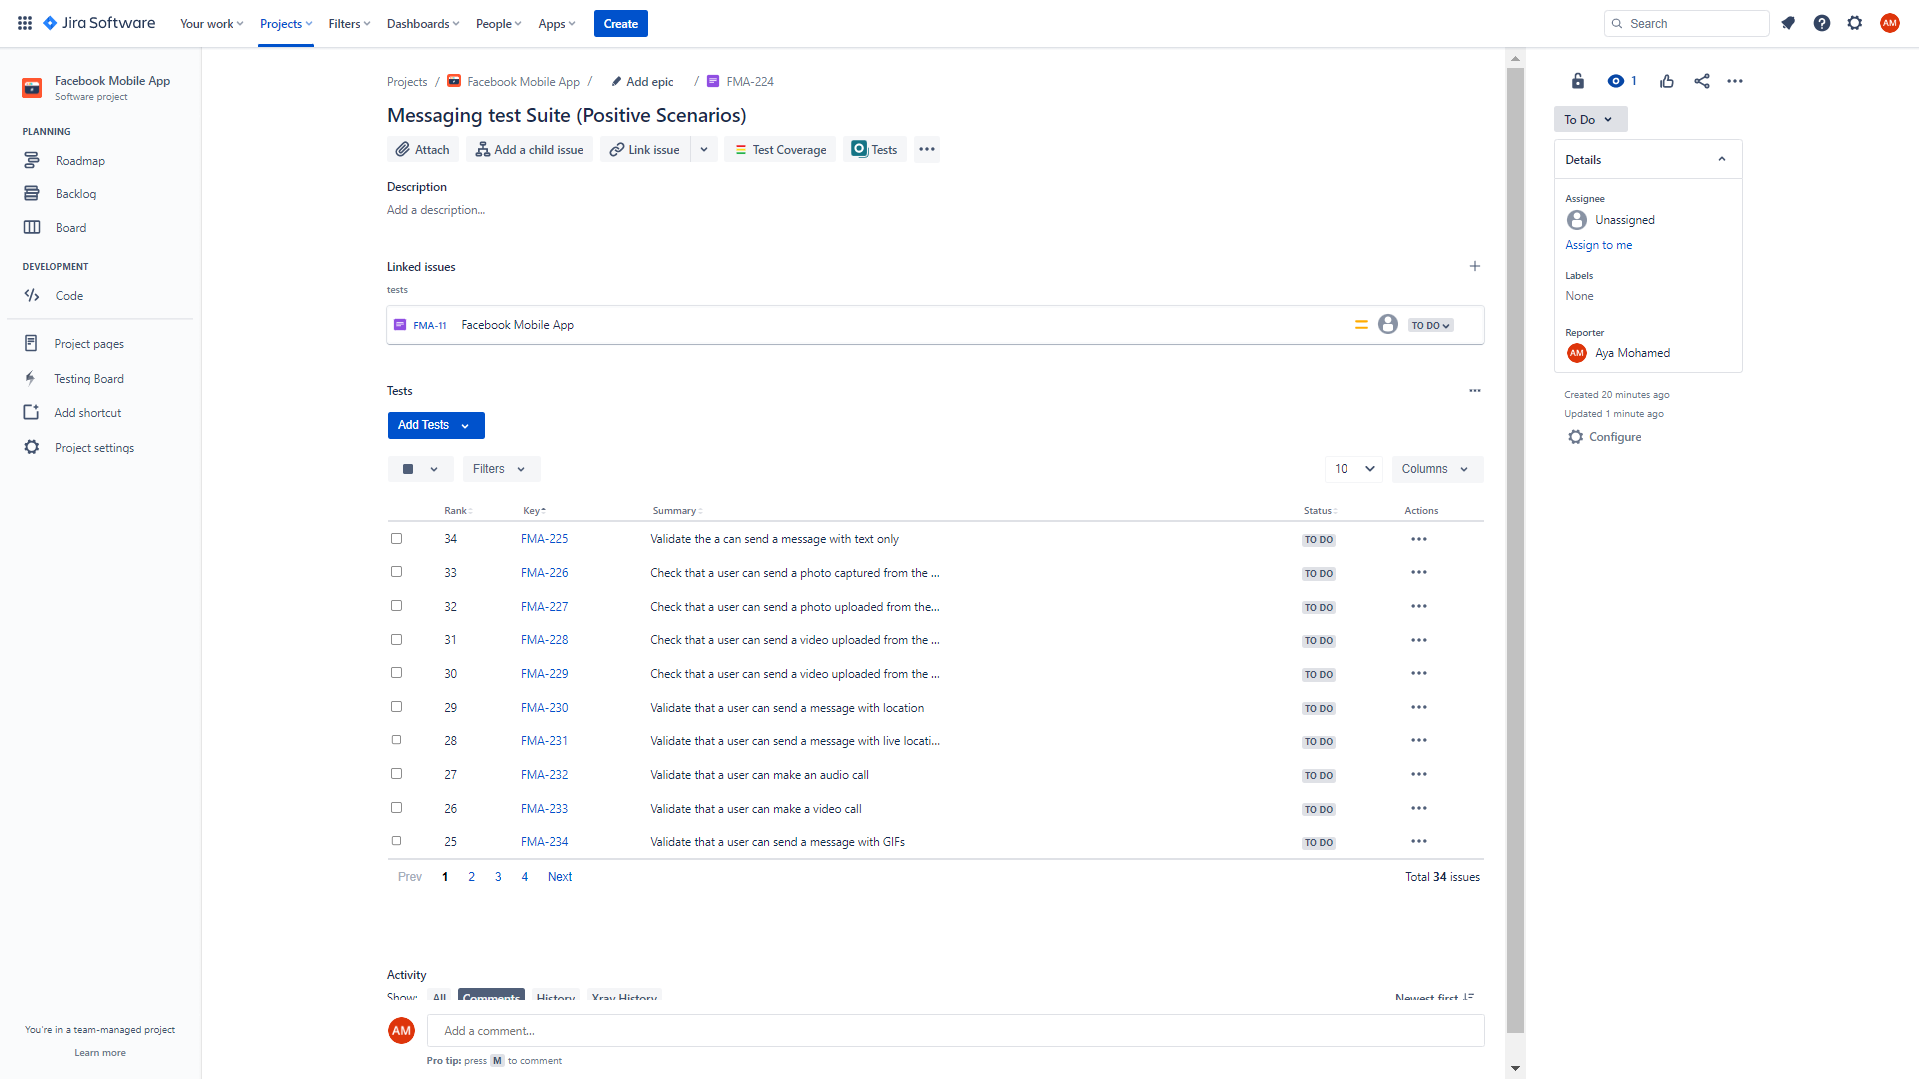 Jira Software
Your work
Projects
Filters
Dashboards
People
Apps
Create
Search
AM
Facebook Mobile App
Software project
PLANNING
Roadmap
Backlog
Board
DEVELOPMENT
Code
Project pages
Testing Board
Add shortcut
Project settings
You're in a team-managed project
Learn more
Projects / Facebook Mobile App / Add epic / FMA-224
Messaging test Suite (Positive Scenarios)
Attach
Add a child issue
Link issue
Test Coverage
Tests
Description
Add a description...
Linked issues
tests
FMA-11 Facebook Mobile App TO DO
Tests
Add Tests
Filters
10
Columns
Rank Key Summary Status Actions
34 FMA-225 Validate the a can send a message with text only TO DO
33 FMA-226 Check that a user can send a photo captured from the ... TO DO
32 FMA-227 Check that a user can send a photo uploaded from the... TO DO
31 FMA-228 Check that a user can send a video uploaded from the ... TO DO
30 FMA-229 Check that a user can send a video uploaded from the ... TO DO
29 FMA-230 Validate that a user can send a message with location TO DO
28 FMA-231 Validate that a user can send a message with live locati... TO DO
27 FMA-232 Validate that a user can make an audio call TO DO
26 FMA-233 Validate that a user can make a video call TO DO
25 FMA-234 Validate that a user can send a message with GIFs TO DO
Prev 1 2 3 4 Next
Total 34 issues
Activity
Show: All Comments History Xray History Newest first
AM
Add a comment...
Pro tip: press M to comment
1
To Do
Details
Assignee
Unassigned
Assign to me
Labels
None
Reporter
AM Aya Mohamed
Created 20 minutes ago
Updated 1 minute ago
Configure